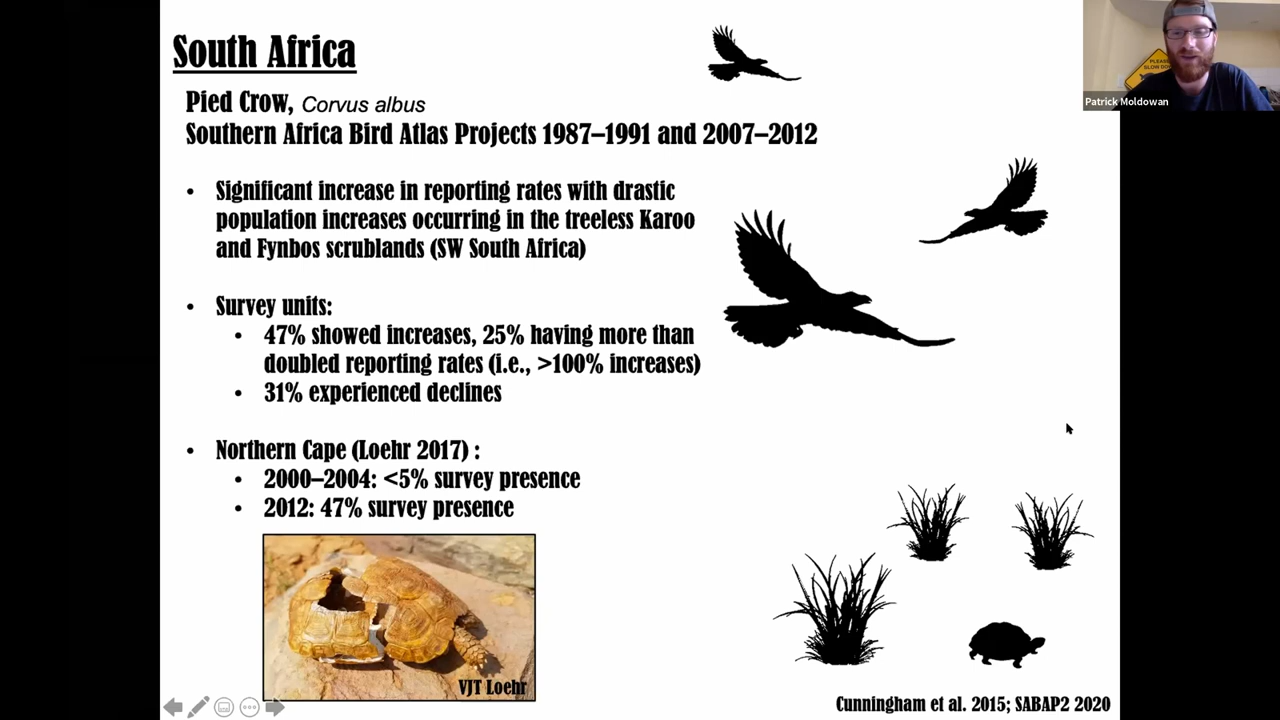 South Africa
Pied Crow, Corvus albus
Southern Africa Bird Atlas Projects 1987–1991 and 2007–2012
• Significant increase in reporting rates with drastic
population increases occurring in the treeless Karoo
and Fynbos scrublands (SW South Africa)
• Survey units:
• 47% showed increases, 25% having more than
doubled reporting rates (i.e., >100% increases)
• 31% experienced declines
• Northern Cape (Loehr 2017) :
• 2000–2004: <5% survey presence
• 2012: 47% survey presence
VJT Loehr
Cunningham et al. 2015; SABAP2 2020
PLEASE
SLOW DOWN
Patrick Moldowan